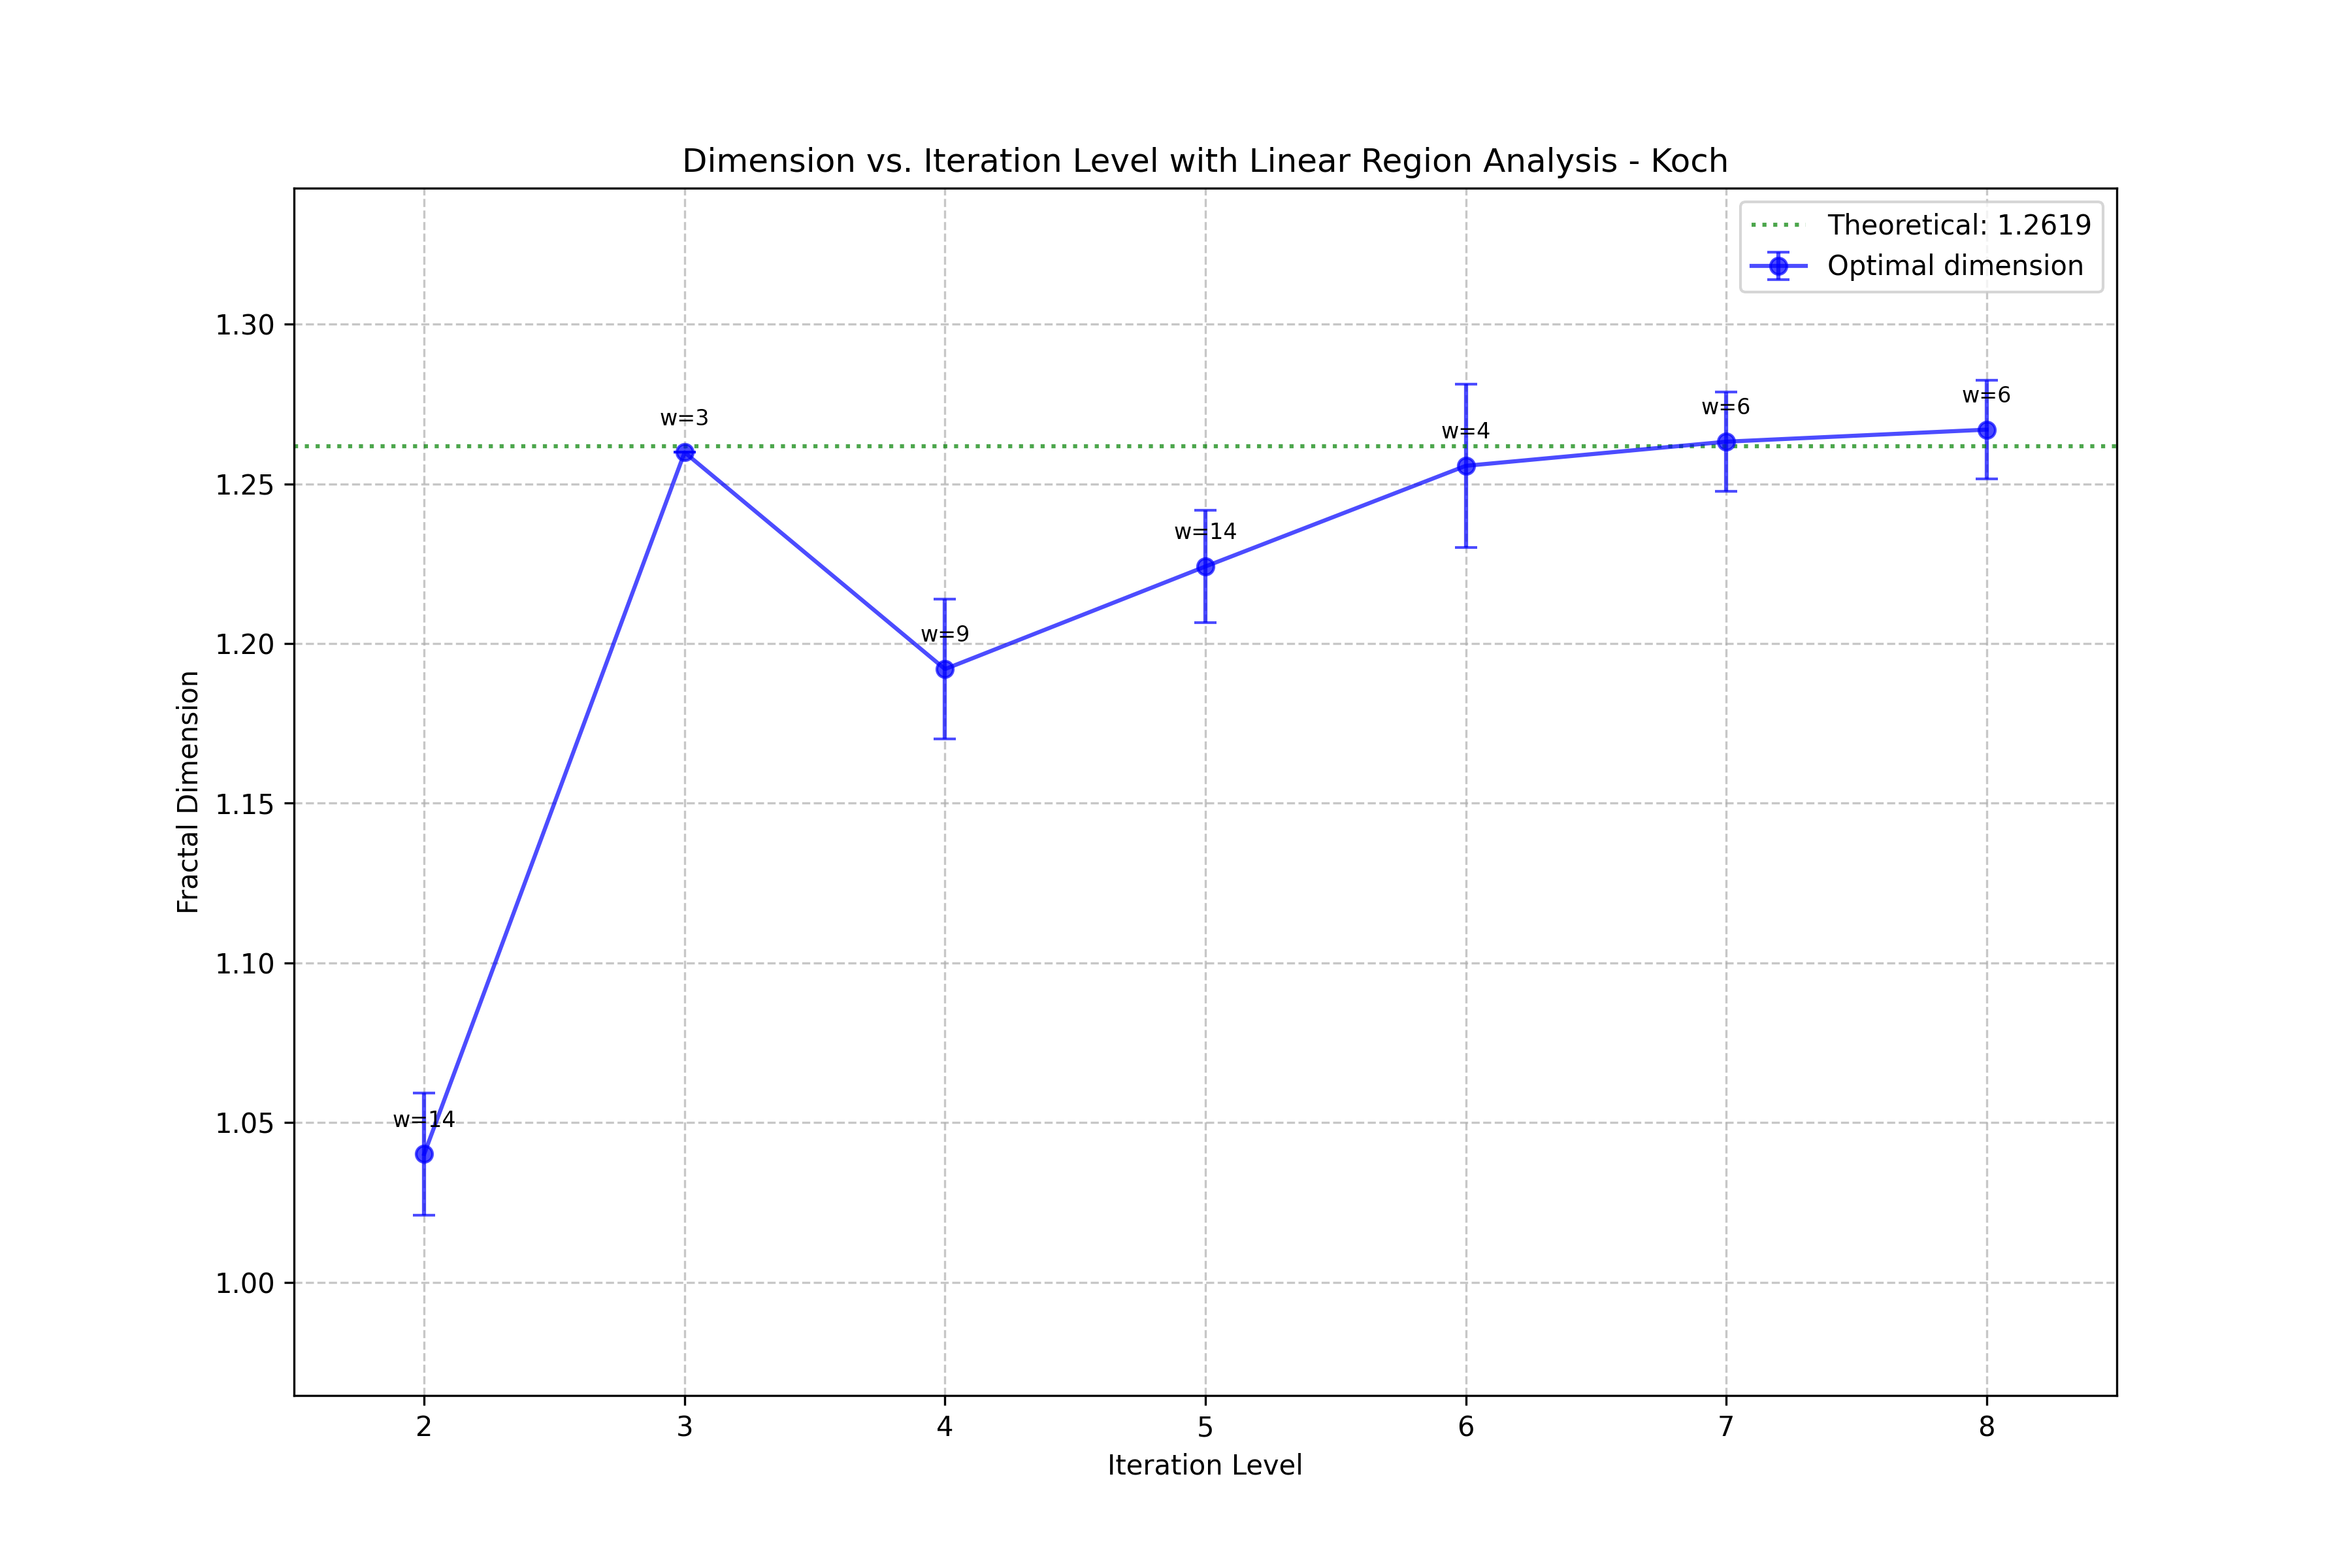 Dimension vs. Iteration Level with Linear Region Analysis - Koch
Theoretical: 1.2619
Optimal dimension
Fractal Dimension
1.30
1.25
1.20
1.15
1.10
1.05
1.00
w=14
w=3
w=9
w=14
w=4
w=6
w=6
2 3 4 5 6 7 8
Iteration Level